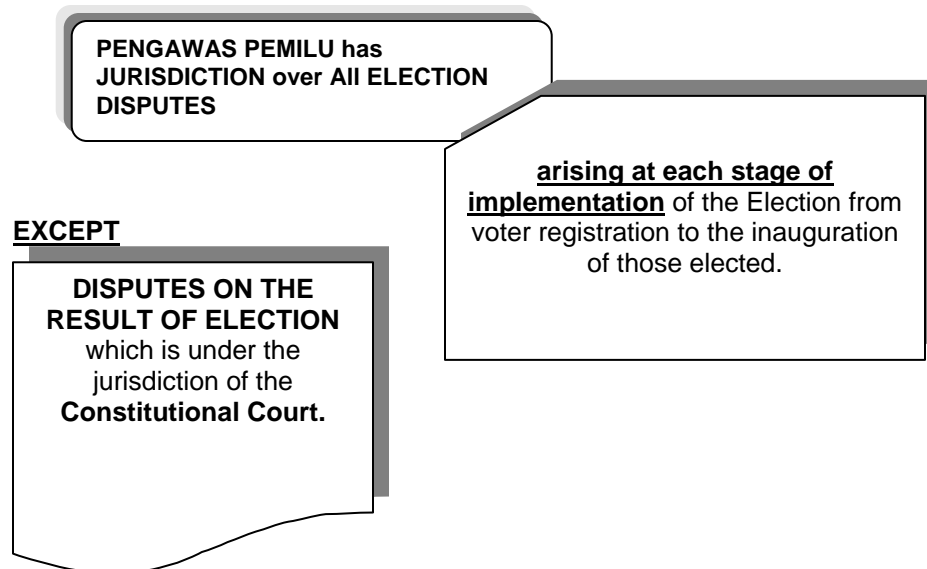 PENGAWAS PEMILU has
JURISDICTION over All ELECTION
DISPUTES
arising at each stage of
implementation of the Election from
voter registration to the inauguration
of those elected.
EXCEPT
DISPUTES ON THE
RESULT OF ELECTION
which is under the
jurisdiction of the
Constitutional Court.